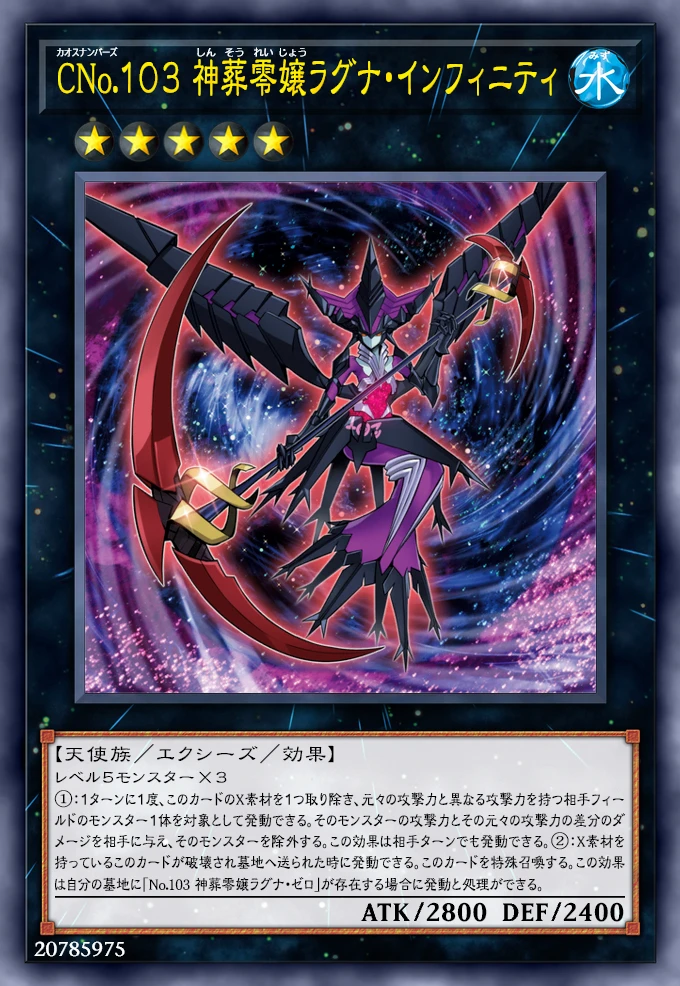 カオスナンバーズ しん そう れい じょう
CNo.103 神葬零嬢ラグナ・インフィニティ
みず
水
【天使族／エクシーズ／効果】
レベル5モンスター×3
①：1ターンに1度、このカードのX素材を1つ取り除き、元々の攻撃力と異なる攻撃力を持つ相手フィー
ルドのモンスター1体を対象として発動できる。そのモンスターの攻撃力とその元々の攻撃力の差分のダ
メージを相手に与え、そのモンスターを除外する。この効果は相手ターンでも発動できる。②：X素材を
持っているこのカードが破壊され墓地へ送られた時に発動できる。このカードを特殊召喚する。この効果
は自分の墓地に「No.103 神葬零嬢ラグナ・ゼロ」が存在する場合に発動と処理ができる。
ATK/2800 DEF/2400
20785975